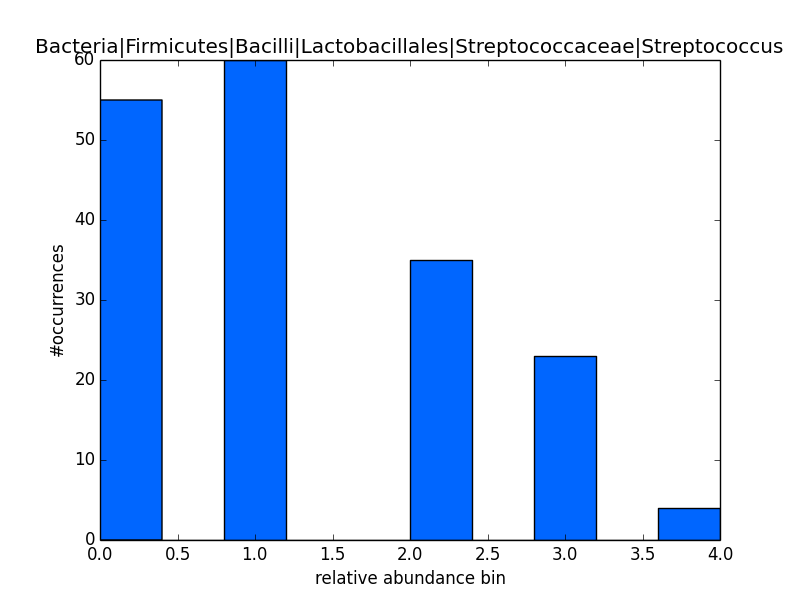 Bacteria|Firmicutes|Bacilli|Lactobacillales|Streptococcaceae|Streptococcus
60
50
40
30
20
10
0
#occurrences
0.0 0.5 1.0 1.5 2.0 2.5 3.0 3.5 4.0
relative abundance bin